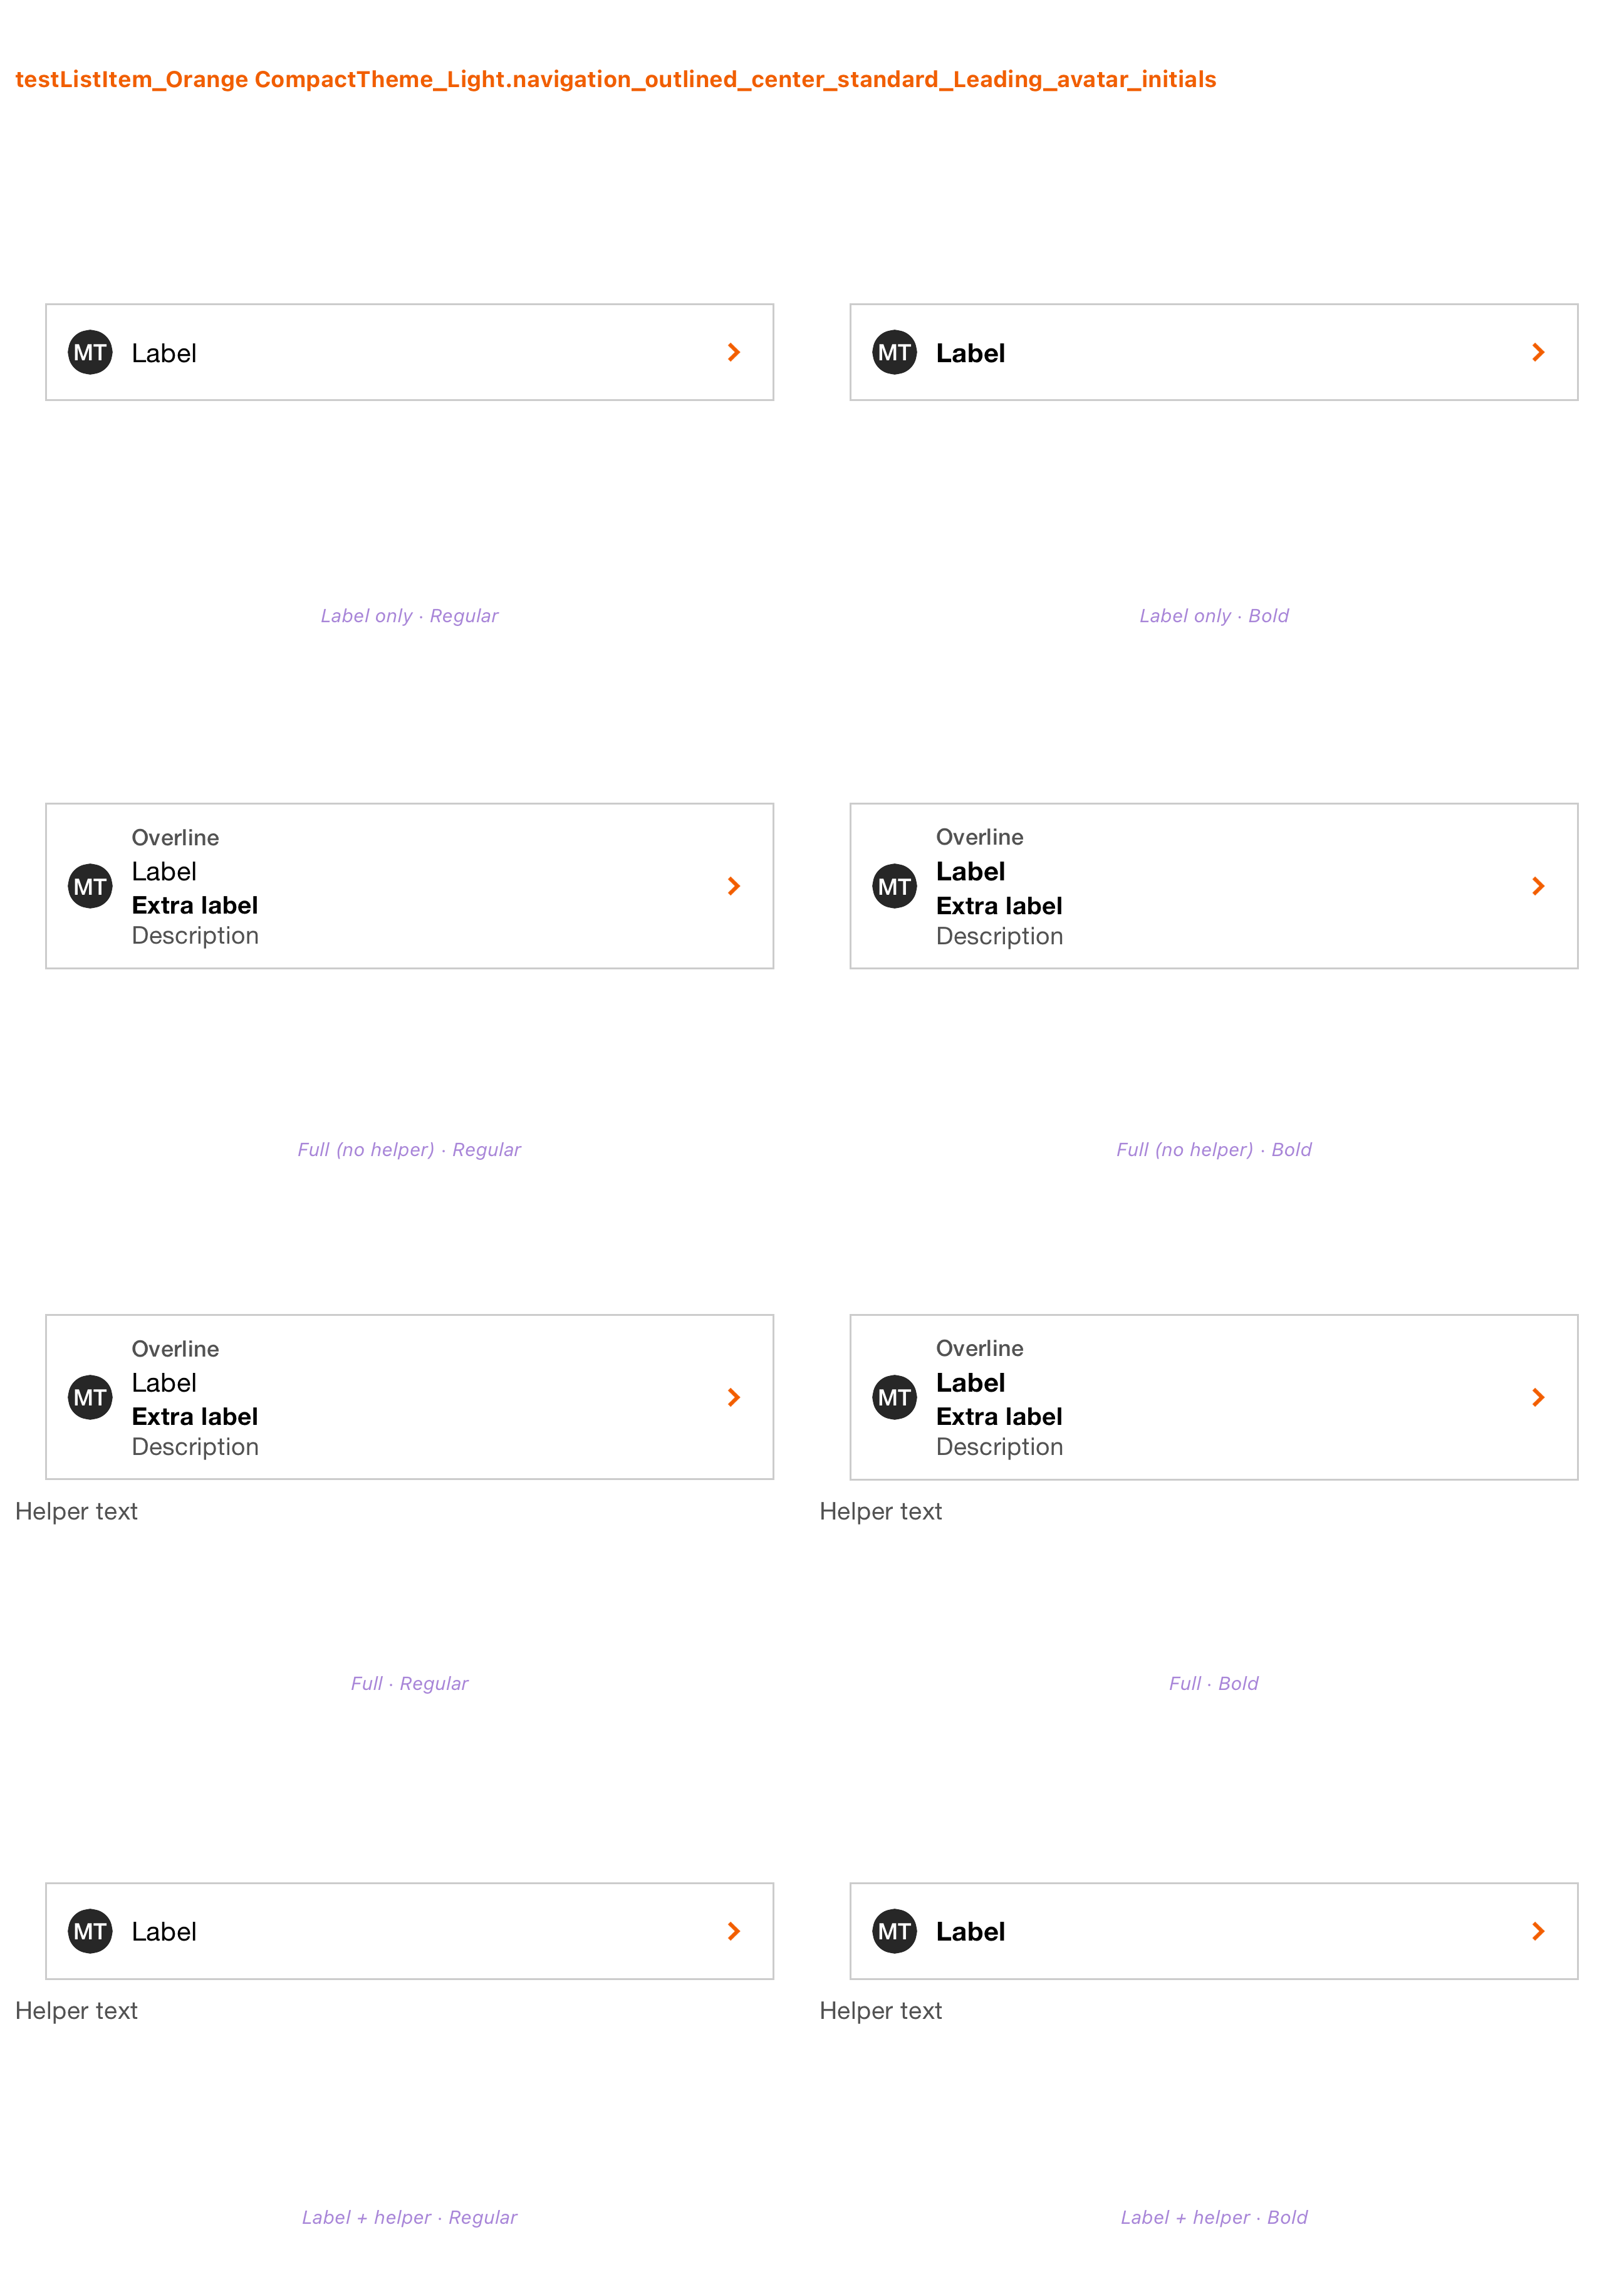 testListItem_Orange CompactTheme_Light.navigation_outlined_center_standard_Leading_avatar_initials
MT Label
MT Label
Label only · Regular
Label only · Bold
Overline
Label
MT
Extra label
Description
Overline
Label
MT
Extra label
Description
Full (no helper) · Regular
Full (no helper) · Bold
Overline
Label
MT
Extra label
Description
Helper text
Overline
Label
MT
Extra label
Description
Helper text
Full · Regular
Full · Bold
MT Label
Helper text
MT Label
Helper text
Label + helper · Regular
Label + helper · Bold